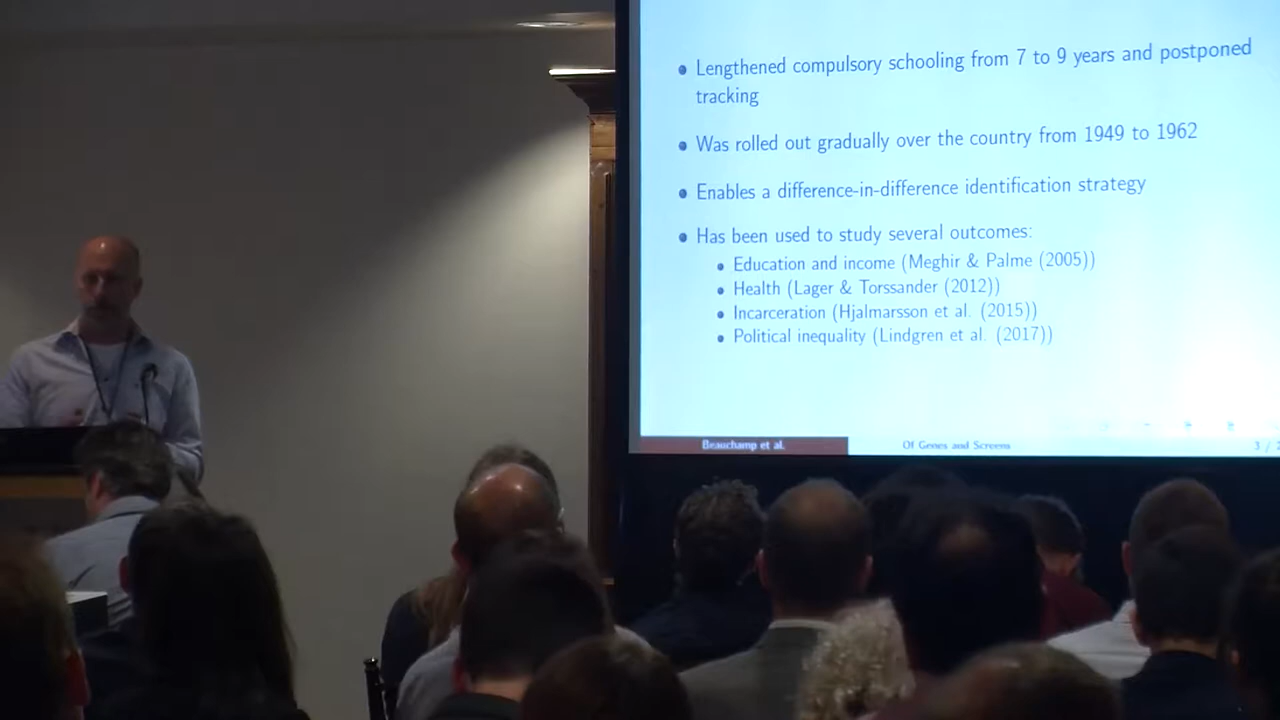 Lengthened compulsory schooling from 7 to 9 years and postponed
tracking
Was rolled out gradually over the country from 1949 to 1962
Enables a difference-in-difference identification strategy
Has been used to study several outcomes:
Education and income (Meghir & Palme (2005))
Health (Lager & Torssander (2012))
Incarceration (Hjalmarsson et al. (2015))
Political inequality (Lindgren et al. (2017))
Beauchamp et al. Of Genes and Screens 3 /